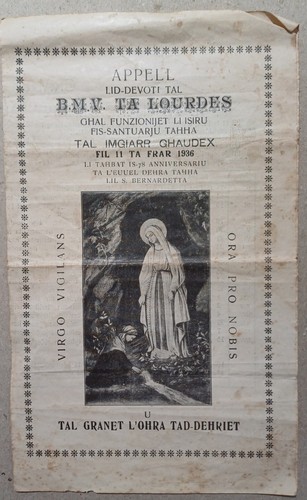 APPELL
LID-DEVOTI TAL
B.M.V. TA LOURDES
GHAL FUNZIONIJET LI ISIRU
FIS-SANTUARJU TAHHA
TAL IMGIARR GHAUDEX
FIL 11 TA FRAR 1936
LI TAHBAT IS-78 ANNIVERSARIU
TA L'EUUEL DEHRA TAHHA
LIL S. BERNARDETTA
VIRGO VIGILANS
ORA PRO NOBIS
U
TAL GRANET L'OHRA TAD-DEHRIET